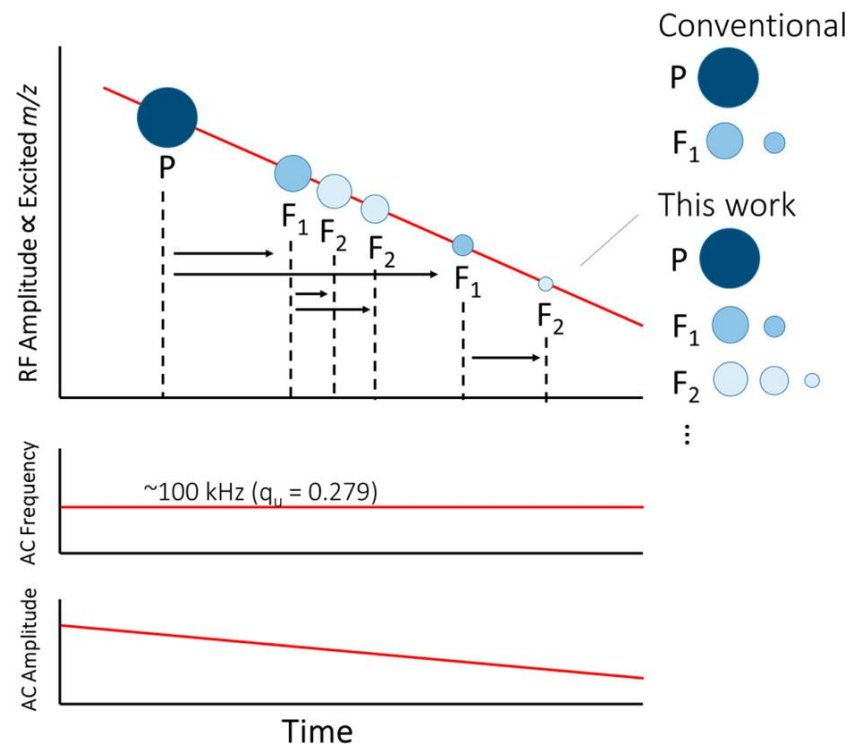 Conventional
P
F₁
This work
P
F₁
F₂
⋮
RF Amplitude ∝ Excited m/z
P
F₁
F₂
F₂
F₁
F₂
AC Frequency
~100 kHz (qᵤ = 0.279)
AC Amplitude
Time